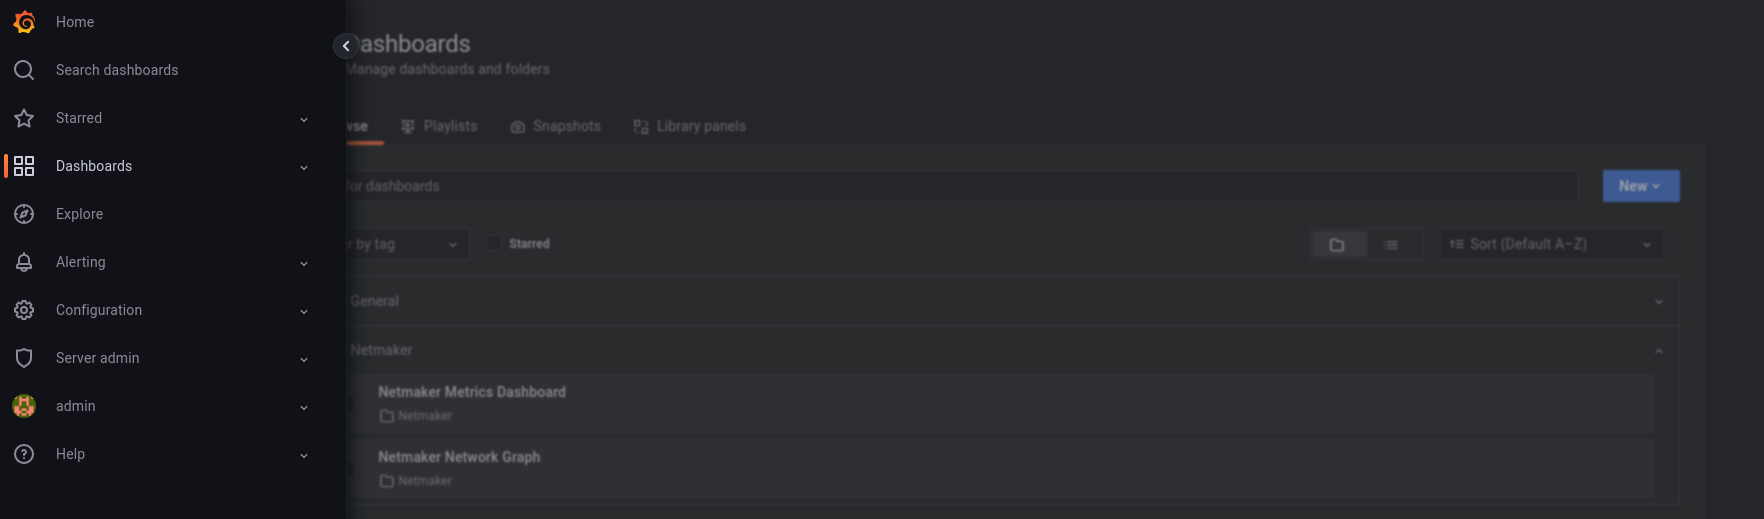 Home
Search dashboards
Starred
Dashboards
Explore
Alerting
Configuration
Server admin
admin
Help
Dashboards
Manage dashboards and folders
Playlists
Snapshots
Library panels
for dashboards
New
by tag
Starred
Sort (Default A–Z)
General
Netmaker
Netmaker Metrics Dashboard
Netmaker
Netmaker Network Graph
Netmaker